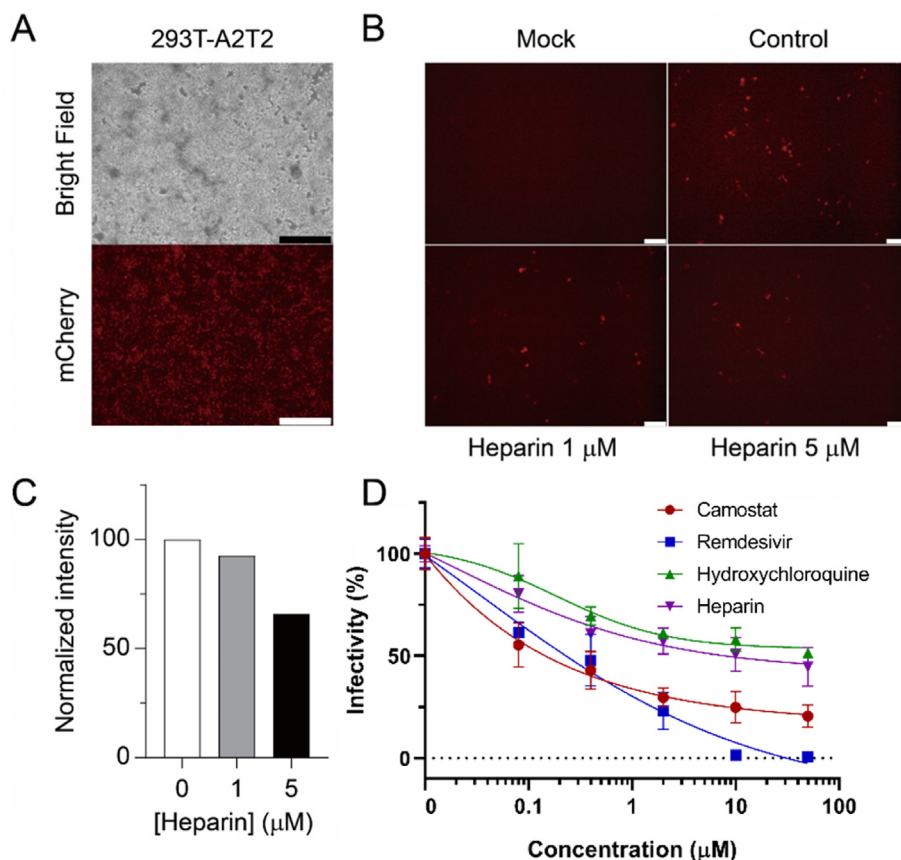 A
293T-A2T2
Bright Field
mCherry
B
Mock
Control
Heparin 1 μM
Heparin 5 μM
C
Normalized intensity
100
50
0
0 1 5
[Heparin] (μM)
D
Camostat
Remdesivir
Hydroxychloroquine
Heparin
Infectivity (%)
100
50
0
0 0.1 1 10 100
Concentration (μM)